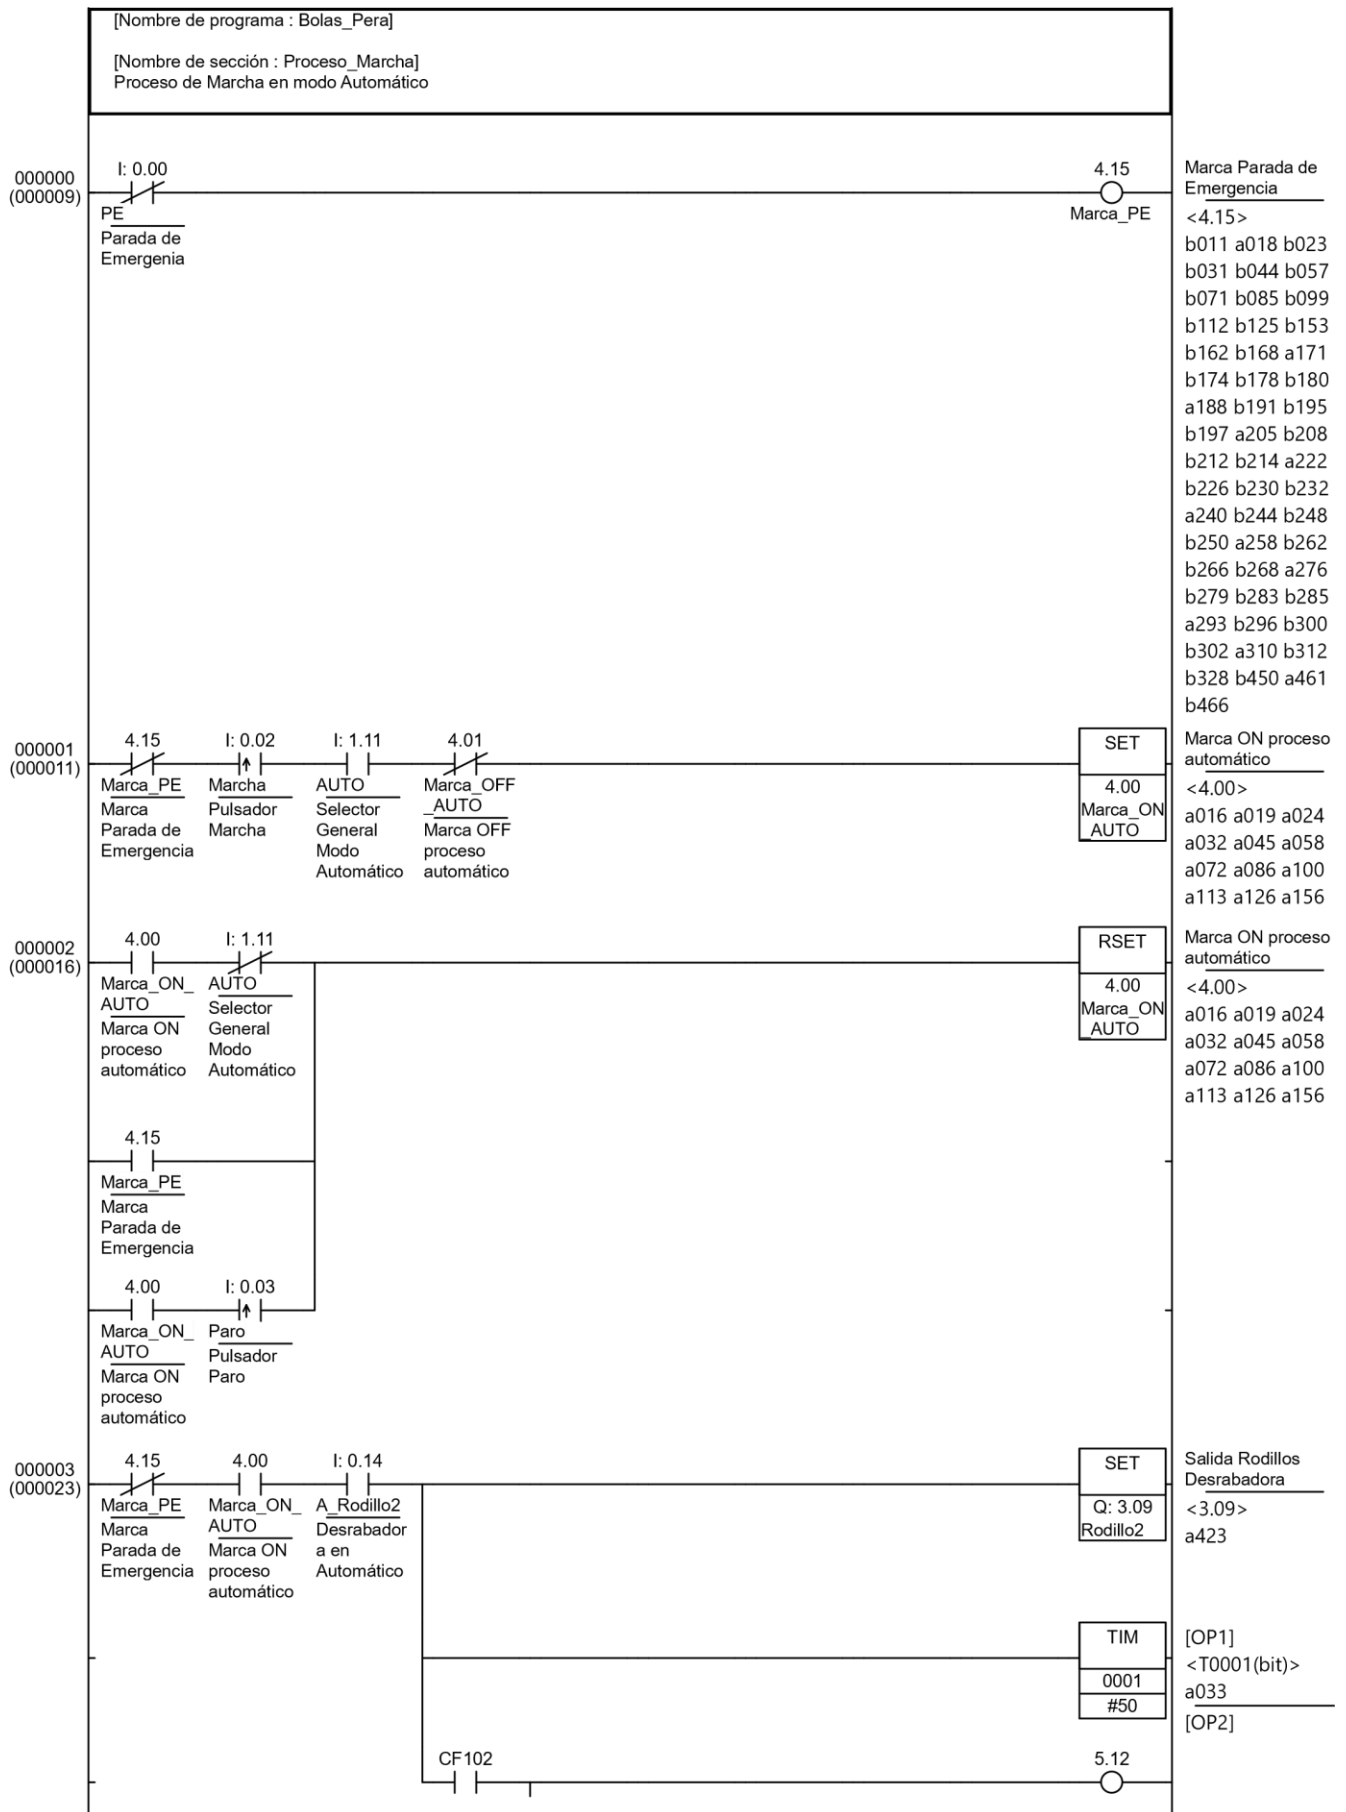 [Nombre de programa : Bolas_Pera]
[Nombre de sección : Proceso_Marcha]
Proceso de Marcha en modo Automático
000000
(000009)
I: 0.00
PE
Parada de
Emergenia
4.15
Marca_PE
Marca Parada de
Emergencia
<4.15>
b011 a018 b023
b031 b044 b057
b071 b085 b099
b112 b125 b153
b162 b168 a171
b174 b178 b180
a188 b191 b195
b197 a205 b208
b212 b214 a222
b226 b230 b232
a240 b244 b248
b250 a258 b262
b266 b268 a276
b279 b283 b285
a293 b296 b300
b302 a310 b312
b328 b450 a461
b466
000001
(000011)
4.15
Marca_PE
Marca
Parada de
Emergencia
I: 0.02
Marcha
Pulsador
Marcha
I: 1.11
AUTO
Selector
General
Modo
Automático
4.01
Marca_OFF
_AUTO
Marca OFF
proceso
automático
SET
4.00
Marca_ON
_AUTO
Marca ON proceso
automático
<4.00>
a016 a019 a024
a032 a045 a058
a072 a086 a100
a113 a126 a156
000002
(000016)
4.00
Marca_ON_
AUTO
Marca ON
proceso
automático
I: 1.11
AUTO
Selector
General
Modo
Automático
RSET
4.00
Marca_ON
_AUTO
Marca ON proceso
automático
<4.00>
a016 a019 a024
a032 a045 a058
a072 a086 a100
a113 a126 a156
4.15
Marca_PE
Marca
Parada de
Emergencia
4.00
Marca_ON_
AUTO
Marca ON
proceso
automático
I: 0.03
Paro
Pulsador
Paro
000003
(000023)
4.15
Marca_PE
Marca
Parada de
Emergencia
4.00
Marca_ON_
AUTO
Marca ON
proceso
automático
I: 0.14
A_Rodillo2
Desrabador
a en
Automático
SET
Q: 3.09
Rodillo2
Salida Rodillos
Desrabadora
<3.09>
a423
TIM
0001
#50
[OP1]
<T0001(bit)>
a033
[OP2]
CF102
5.12